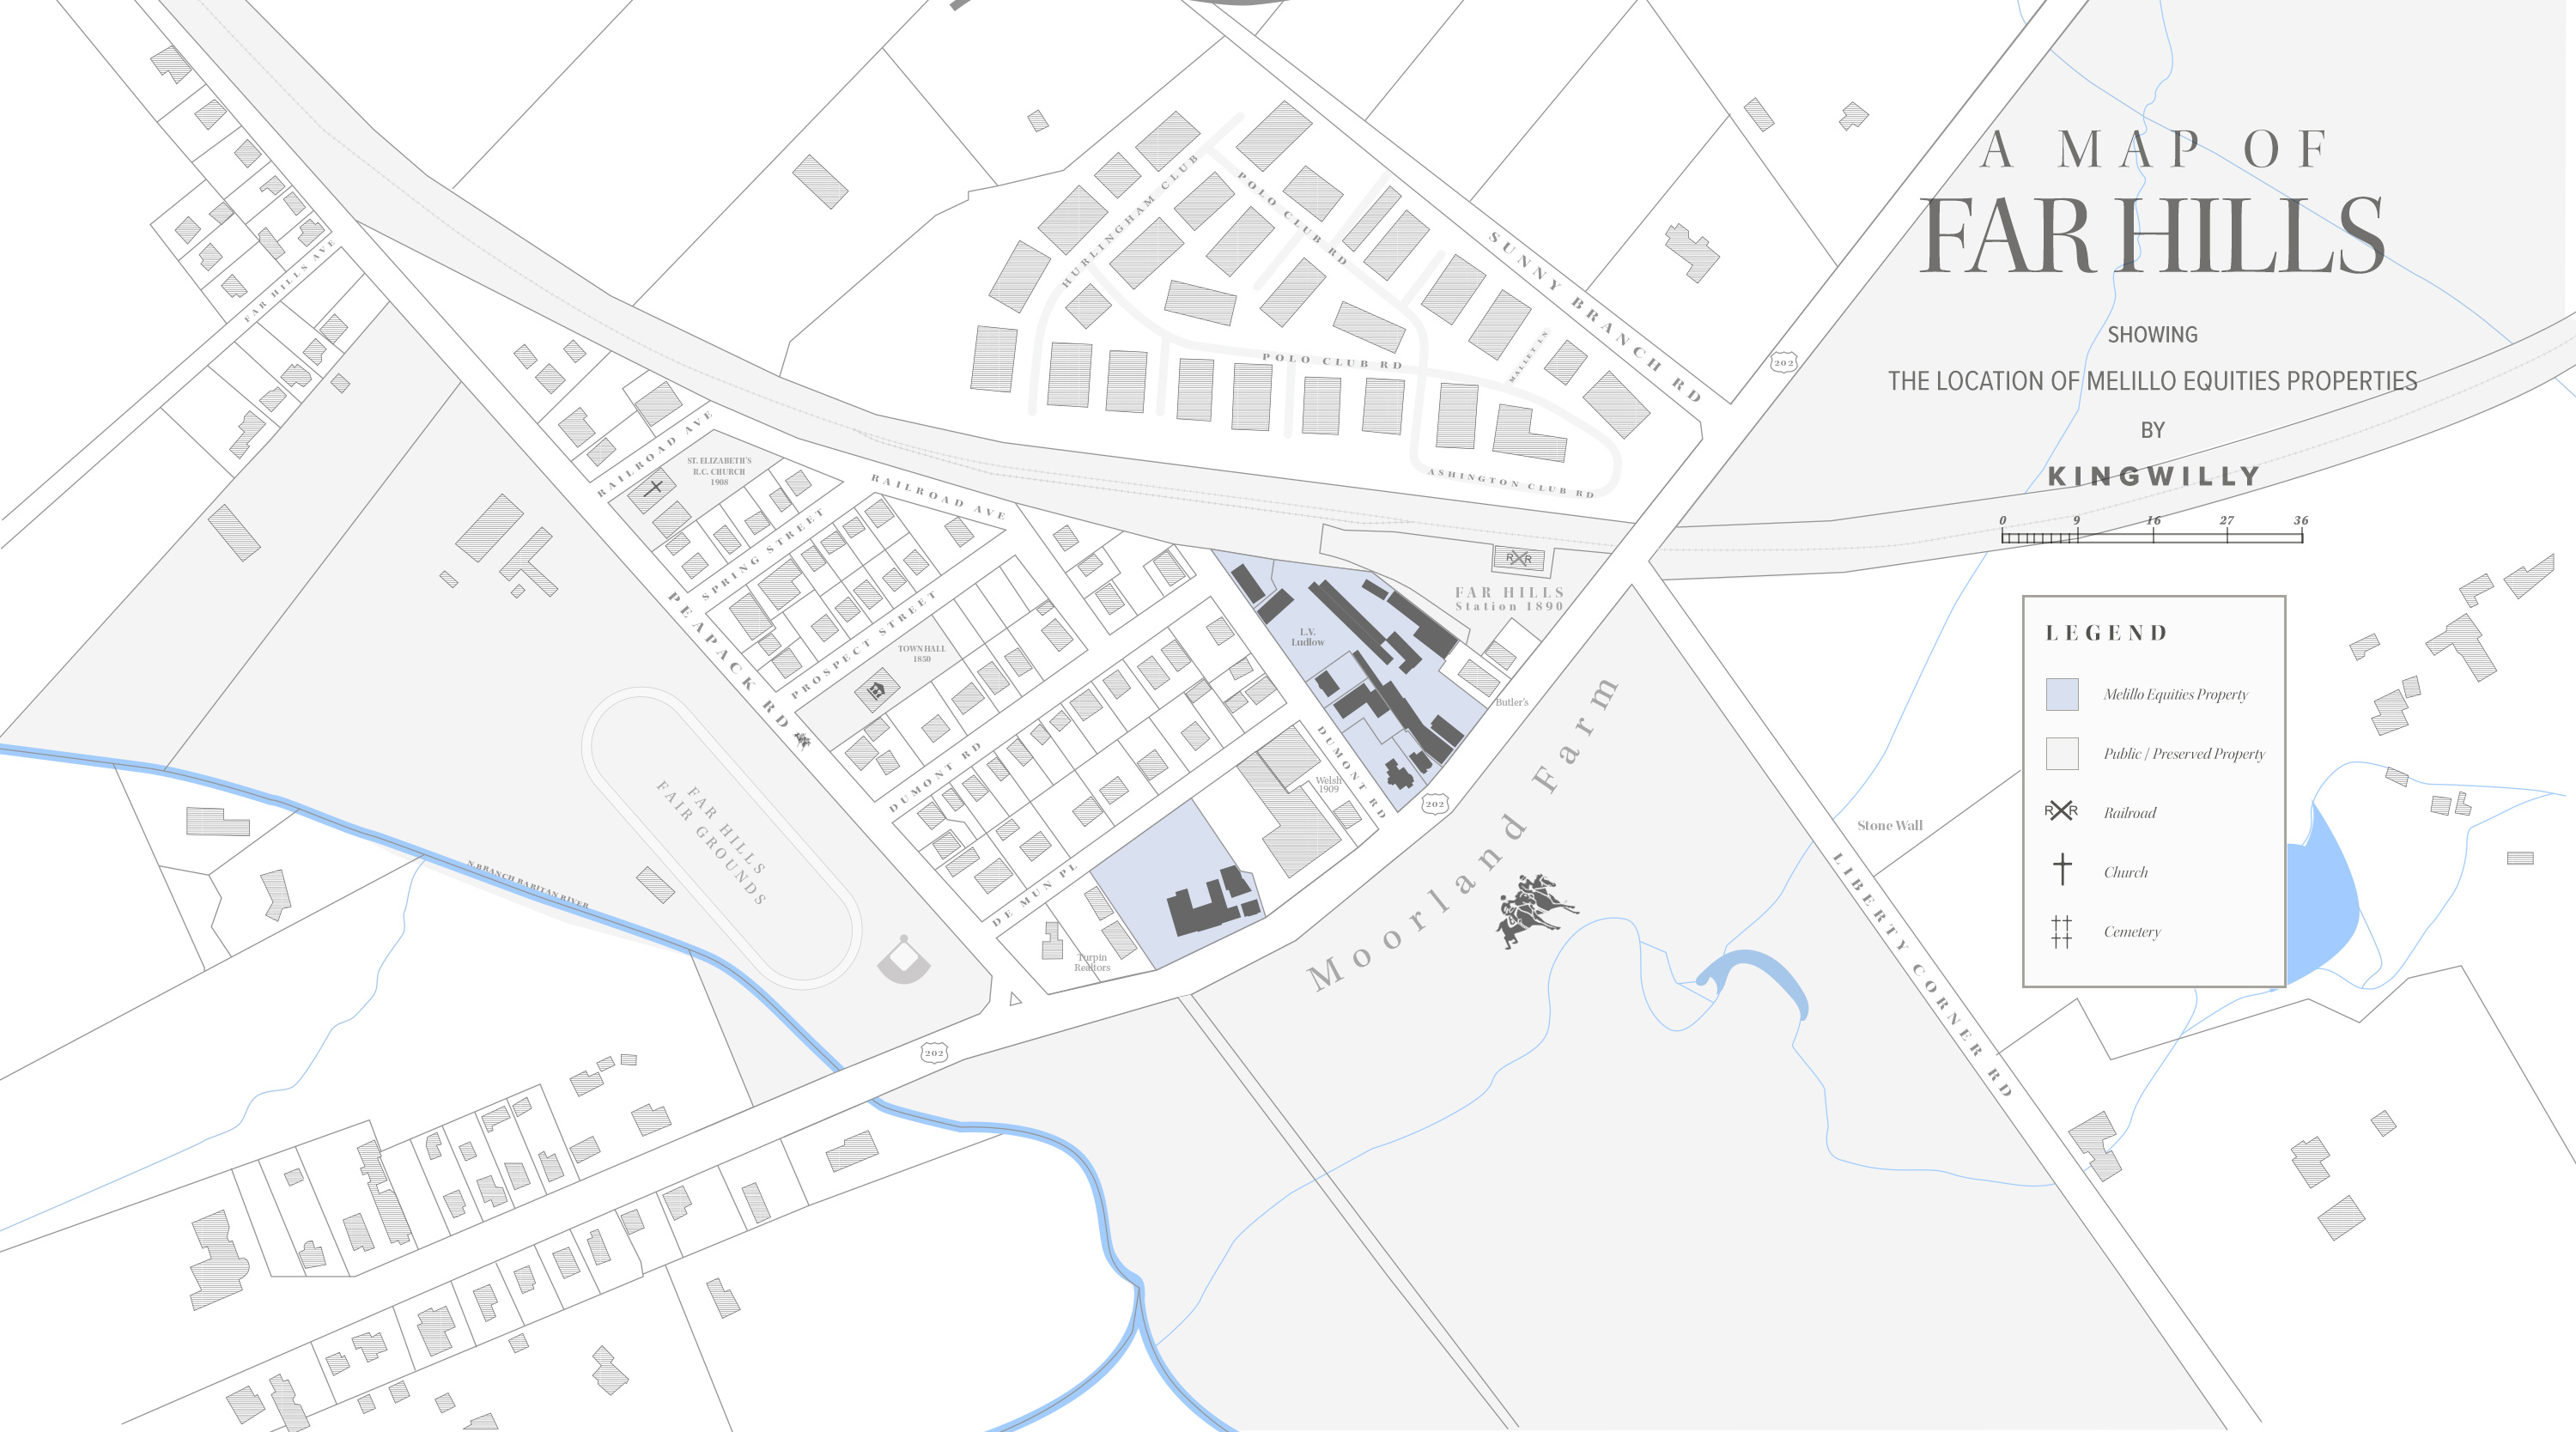 A MAP OF
FAR HILLS
SHOWING
THE LOCATION OF MELILLO EQUITIES PROPERTIES
BY
KINGWILLY
0 9 16 27 36
LEGEND
Melillo Equities Property
Public / Preserved Property
R R
Railroad
Church
Cemetery
FAR HILLS AVE
HURLINGHAM CLUB
POLO CLUB RD
SUNNY BRANCH RD
202
POLO CLUB RD
MALLET LN
ASHINGTON CLUB RD
RAILROAD AVE
ST. ELIZABETH'S
R.C. CHURCH
1908
RAILROAD AVE
SPRING STREET
PEAPACK RD
PROSPECT STREET
TOWN HALL
1850
R R
FAR HILLS
Station 1890
L.V.
Ludlow
Butler's
DUMONT RD
DUMONT RD
Welsh
1909
202
DE MUN PL
Turpin
Realtors
FAR HILLS
FAIR GROUNDS
N.BRANCH RARITAN RIVER
Moorland Farm
Stone Wall
LIBERTY CORNER RD
202